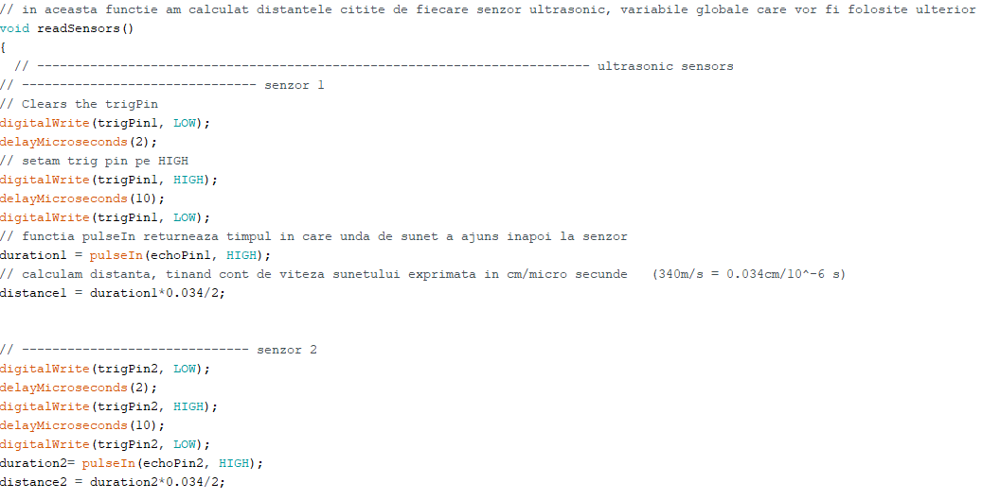 // in aceasta functie am calculat distantele citite de fiecare senzor ultrasonic, variabile globale care vor fi folosite ulterior
void readSensors()
{
// ------------------------------------------------------------------------- ultrasonic sensors
// ------------------------------- senzor 1
// Clears the trigPin
digitalWrite(trigPin1, LOW);
delayMicroseconds(2);
// setam trig pin pe HIGH
digitalWrite(trigPin1, HIGH);
delayMicroseconds(10);
digitalWrite(trigPin1, LOW);
// functia pulseIn returneaza timpul in care unda de sunet a ajuns inapoi la senzor
duration1 = pulseIn(echoPin1, HIGH);
// calculam distanta, tinand cont de viteza sunetului exprimata in cm/micro secunde   (340m/s = 0.034cm/10^-6 s)
distance1 = duration1*0.034/2;
// ------------------------------ senzor 2
digitalWrite(trigPin2, LOW);
delayMicroseconds(2);
digitalWrite(trigPin2, HIGH);
delayMicroseconds(10);
digitalWrite(trigPin2, LOW);
duration2= pulseIn(echoPin2, HIGH);
distance2 = duration2*0.034/2;